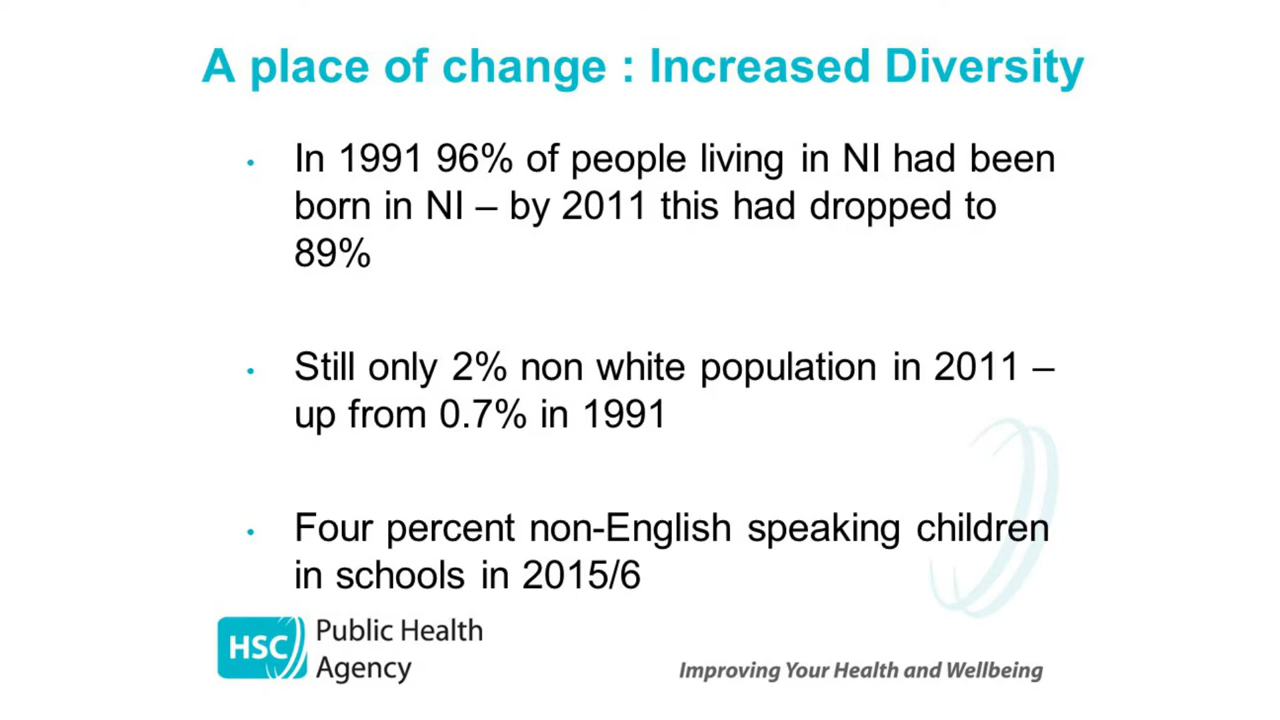 A place of change : Increased Diversity
• In 1991 96% of people living in NI had been
born in NI – by 2011 this had dropped to
89%
• Still only 2% non white population in 2011 –
up from 0.7% in 1991
• Four percent non-English speaking children
in schools in 2015/6
HSC Public Health
Agency
Improving Your Health and Wellbeing